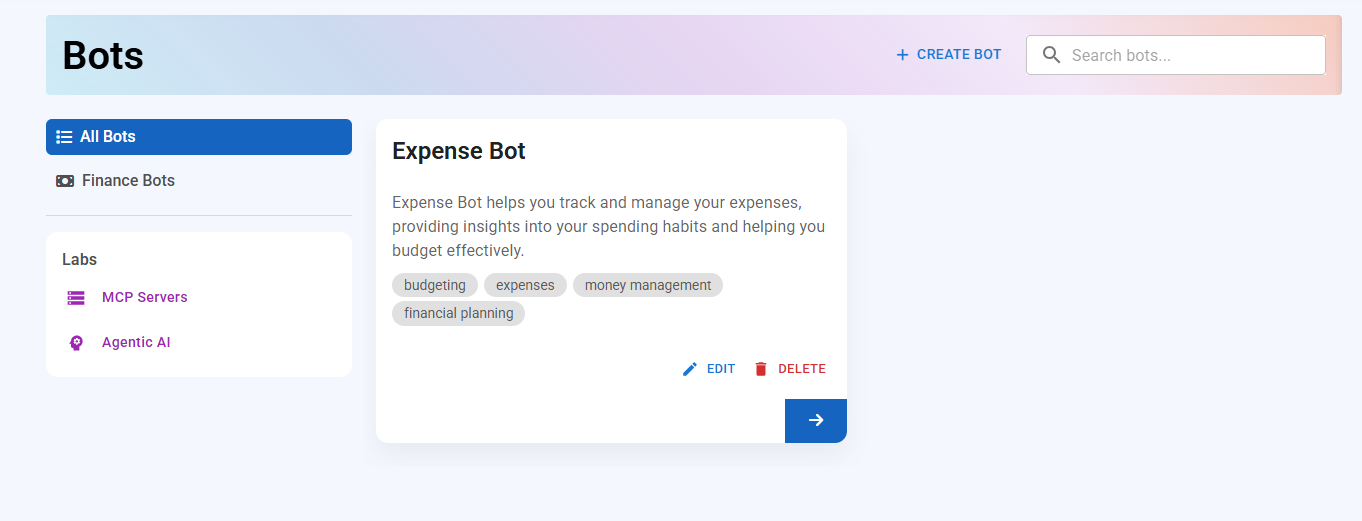 Bots
CREATE BOT
Search bots...
All Bots
Finance Bots
Labs
MCP Servers
Agentic AI
Expense Bot
Expense Bot helps you track and manage your expenses,
providing insights into your spending habits and helping you
budget effectively.
budgeting expenses money management
financial planning
EDIT DELETE